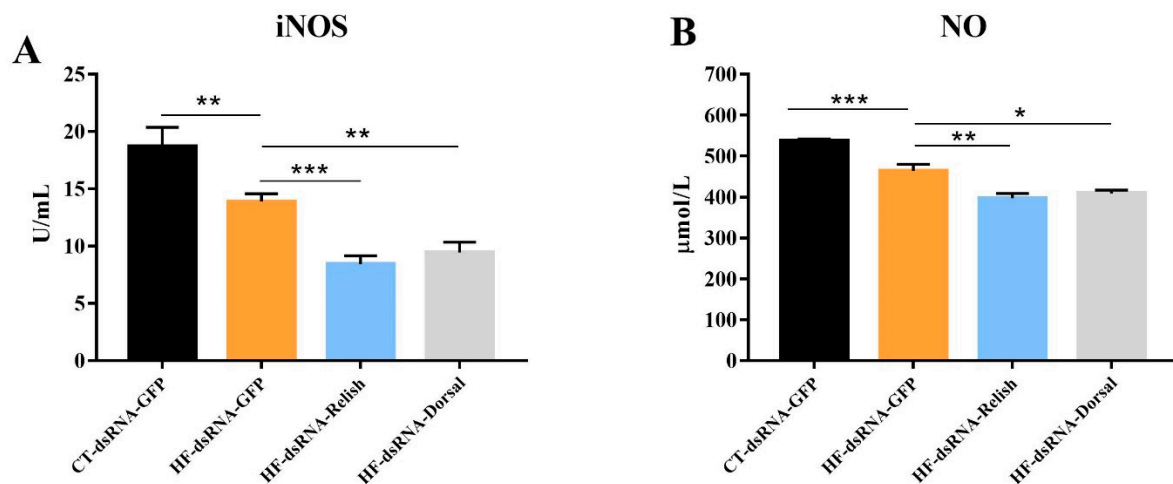 A
iNOS
U/mL
25
20
15
10
5
0
**
**
***
CT-dsRNA-GFP
HF-dsRNA-GFP
HF-dsRNA-Relish
HF-dsRNA-Dorsal
B
NO
μmol/L
700
600
500
400
300
200
100
0
***
*
**
CT-dsRNA-GFP
HF-dsRNA-GFP
HF-dsRNA-Relish
HF-dsRNA-Dorsal